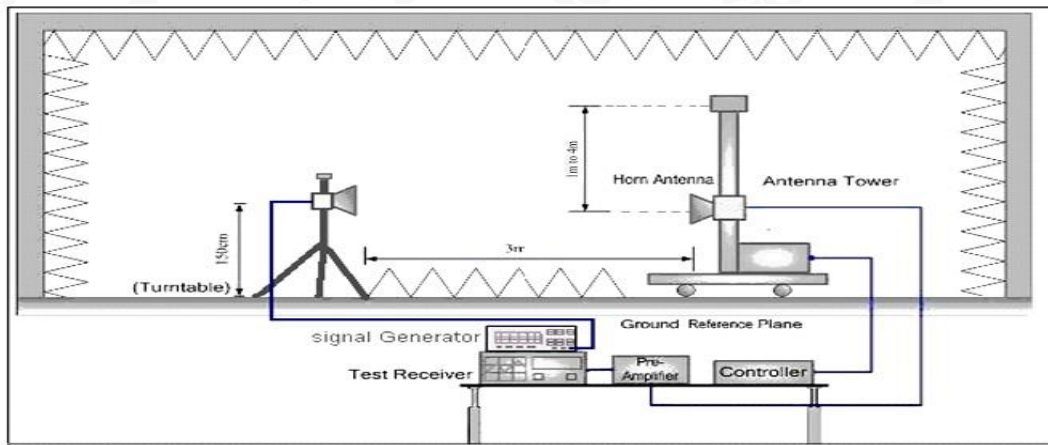 1m to 4m
Horn Antenna
Antenna Tower
150cm
3m
(Turntable)
Ground Reference Plane
signal Generator
Test Receiver
Pre-
Amplifier
Controller